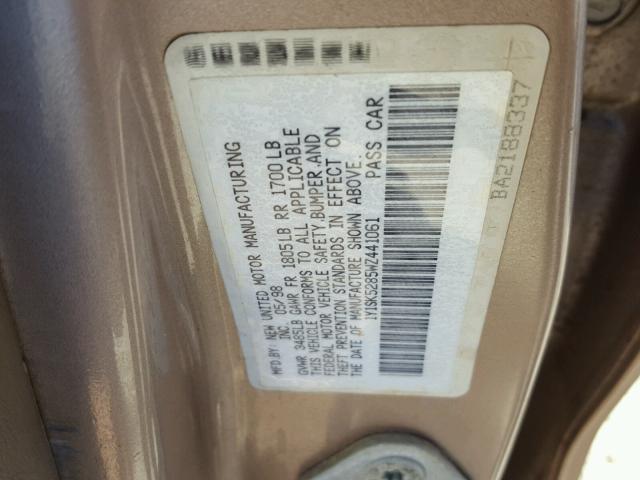 MFD.BY: NEW UNITED MOTOR MANUFACTURING
INC. 05/98
GVWR 3485LB GAWR FR 1805LB RR 1700LB
THIS VEHICLE CONFORMS TO ALL APPLICABLE
FEDERAL MOTOR VEHICLE SAFETY,BUMPER,AND
THEFT PREVENTION STANDARDS IN EFFECT ON
THE DATE OF MANUFACTURE SHOWN ABOVE.
1Y1SK5285WZ441061 PASS CAR
BA2188337